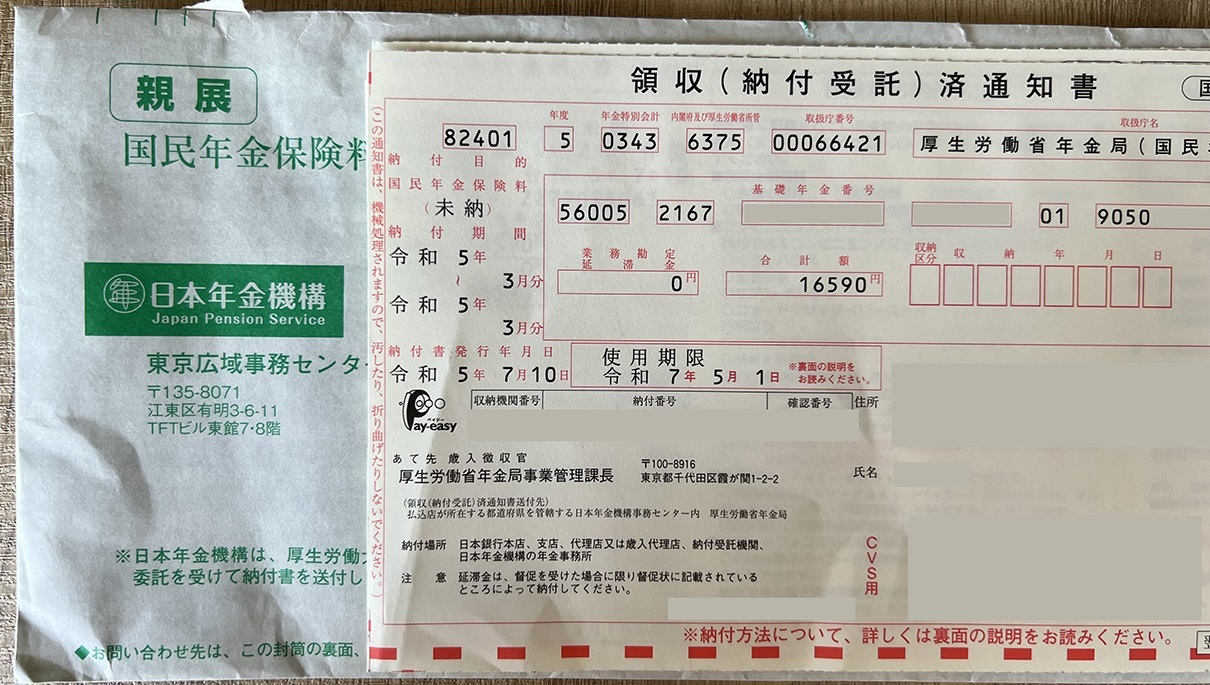 親展
国民年金保険料
年
日本年金機構
Japan Pension Service
東京広域事務センター
〒135-8071
江東区有明3-6-11
TFTビル東館7・8階
※日本年金機構は、厚生労働
委託を受けて納付書を送付し
◆お問い合わせ先は、この封筒の裏面、
(この通知書は、機械処理されますので、汚したり、折り曲げたりしないでください。)
領収(納付受託)済通知書
国
年度 年金特別会計 内閣府及び厚生労働省所管 取扱庁番号 取扱庁名
82401 5 0343 6375 00066421 厚生労働省年金局(国民
納付目的
国民年金保険料
(未納)
基礎年金番号
56005 2167 01 9050
納付期間
令和 5年
~ 3月分
令和 5年
3月分
業務勘定
延滞金 合計額
0円 16590円
収納区分 収納年月日
納付書発行年月日
令和 5年 7月10日
使用期限
令和 7年 5月 1日
※裏面の説明を
お読みください。
ペイジー
Pay-easy
収納機関番号 納付番号 確認番号
住所
あて先 歳入徴収官
厚生労働省年金局事業管理課長
〒100-8916
東京都千代田区霞が関1-2-2
氏名
(領収(納付受託)済通知書送付先)
払込店が所在する都道府県を管轄する日本年金機構事務センター内 厚生労働省年金局
納付場所 日本銀行本店、支店、代理店又は歳入代理店、納付受託機関、
日本年金機構の年金事務所
注意 延滞金は、督促を受けた場合に限り督促状に記載されている
ところによって納付してください。
CVS用
※納付方法について、詳しくは裏面の説明をお読みください。